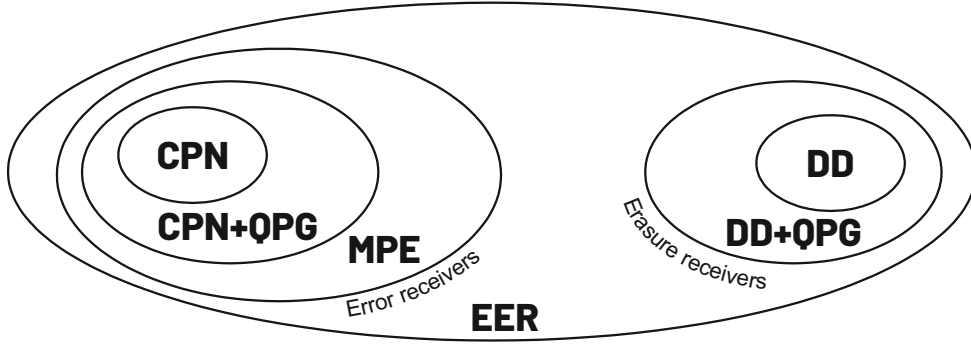 CPN
CPN+QPG
MPE
Error receivers
DD
DD+QPG
Erasure receivers
EER